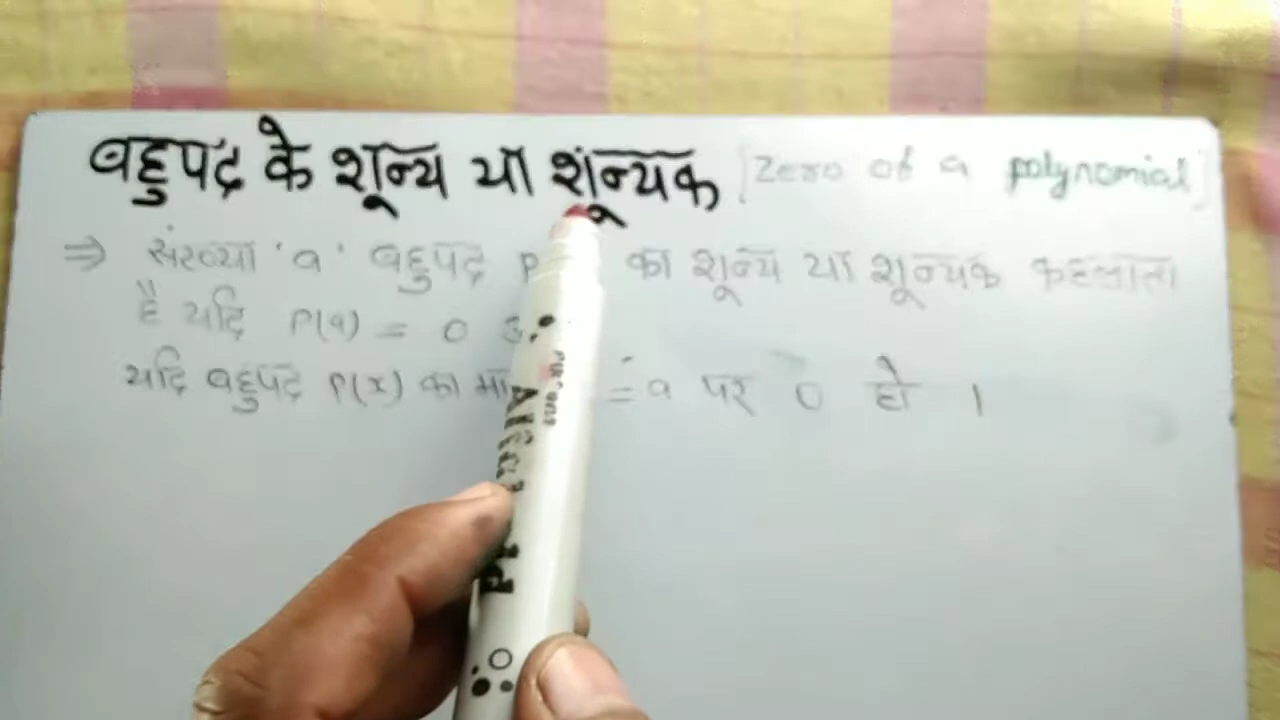 बहुपद के शून्य या शून्यक [Zero of a polynomial]
⇒ संख्या 'a' बहुपद P का शून्य या शून्यक कहलाता
है यदि P(a) = 0
यदि बहुपद P(x) का = a पर 0 हो ।